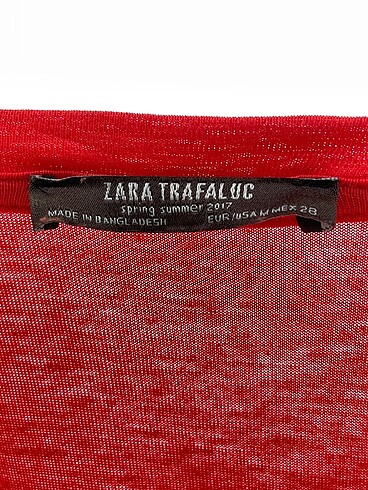 ZARA TRAFALUC
spring summer 2017
MADE IN BANGLADESH EUR/USA M MEX 28